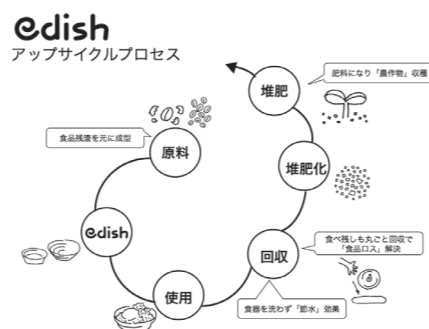 edish
アップサイクルプロセス
堆肥
肥料になり「農作物」収穫
食品残渣を元に成型
原料
堆肥化
edish
回収
食べ残しも丸ごと回収で
「食品ロス」解決
使用
食器を洗わず「節水」効果